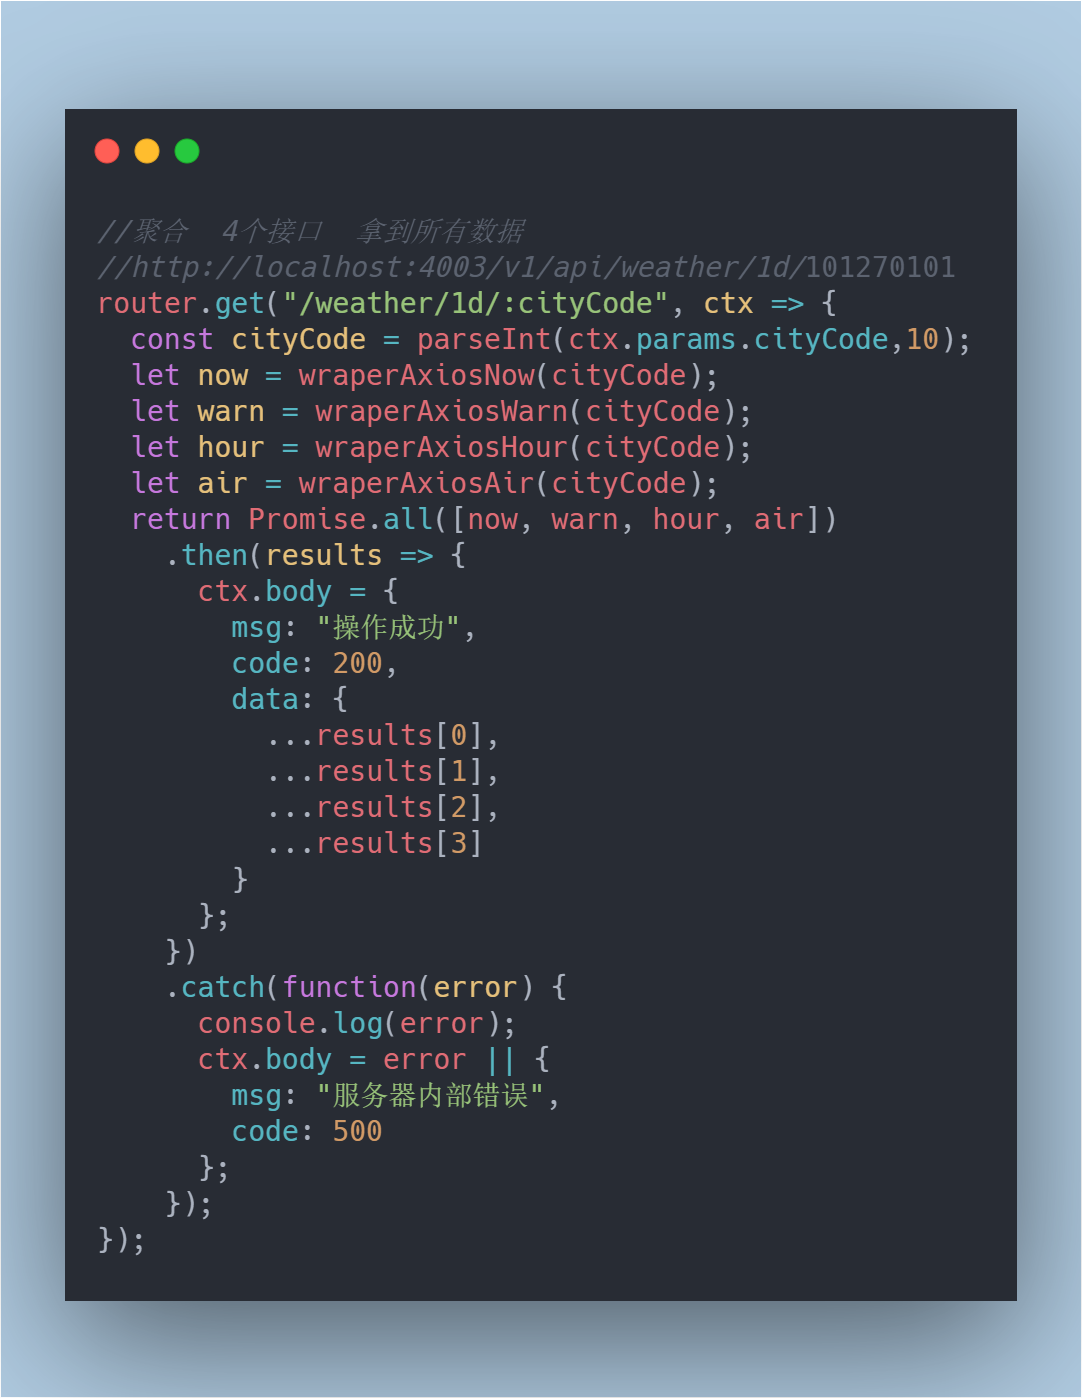 //聚合  4个接口  拿到所有数据
//http://localhost:4003/v1/api/weather/1d/101270101
router.get("/weather/1d/:cityCode", ctx => {
  const cityCode = parseInt(ctx.params.cityCode,10);
  let now = wraperAxiosNow(cityCode);
  let warn = wraperAxiosWarn(cityCode);
  let hour = wraperAxiosHour(cityCode);
  let air = wraperAxiosAir(cityCode);
  return Promise.all([now, warn, hour, air])
    .then(results => {
      ctx.body = {
        msg: "操作成功",
        code: 200,
        data: {
          ...results[0],
          ...results[1],
          ...results[2],
          ...results[3]
        }
      };
    })
    .catch(function(error) {
      console.log(error);
      ctx.body = error || {
        msg: "服务器内部错误",
        code: 500
      };
    });
});